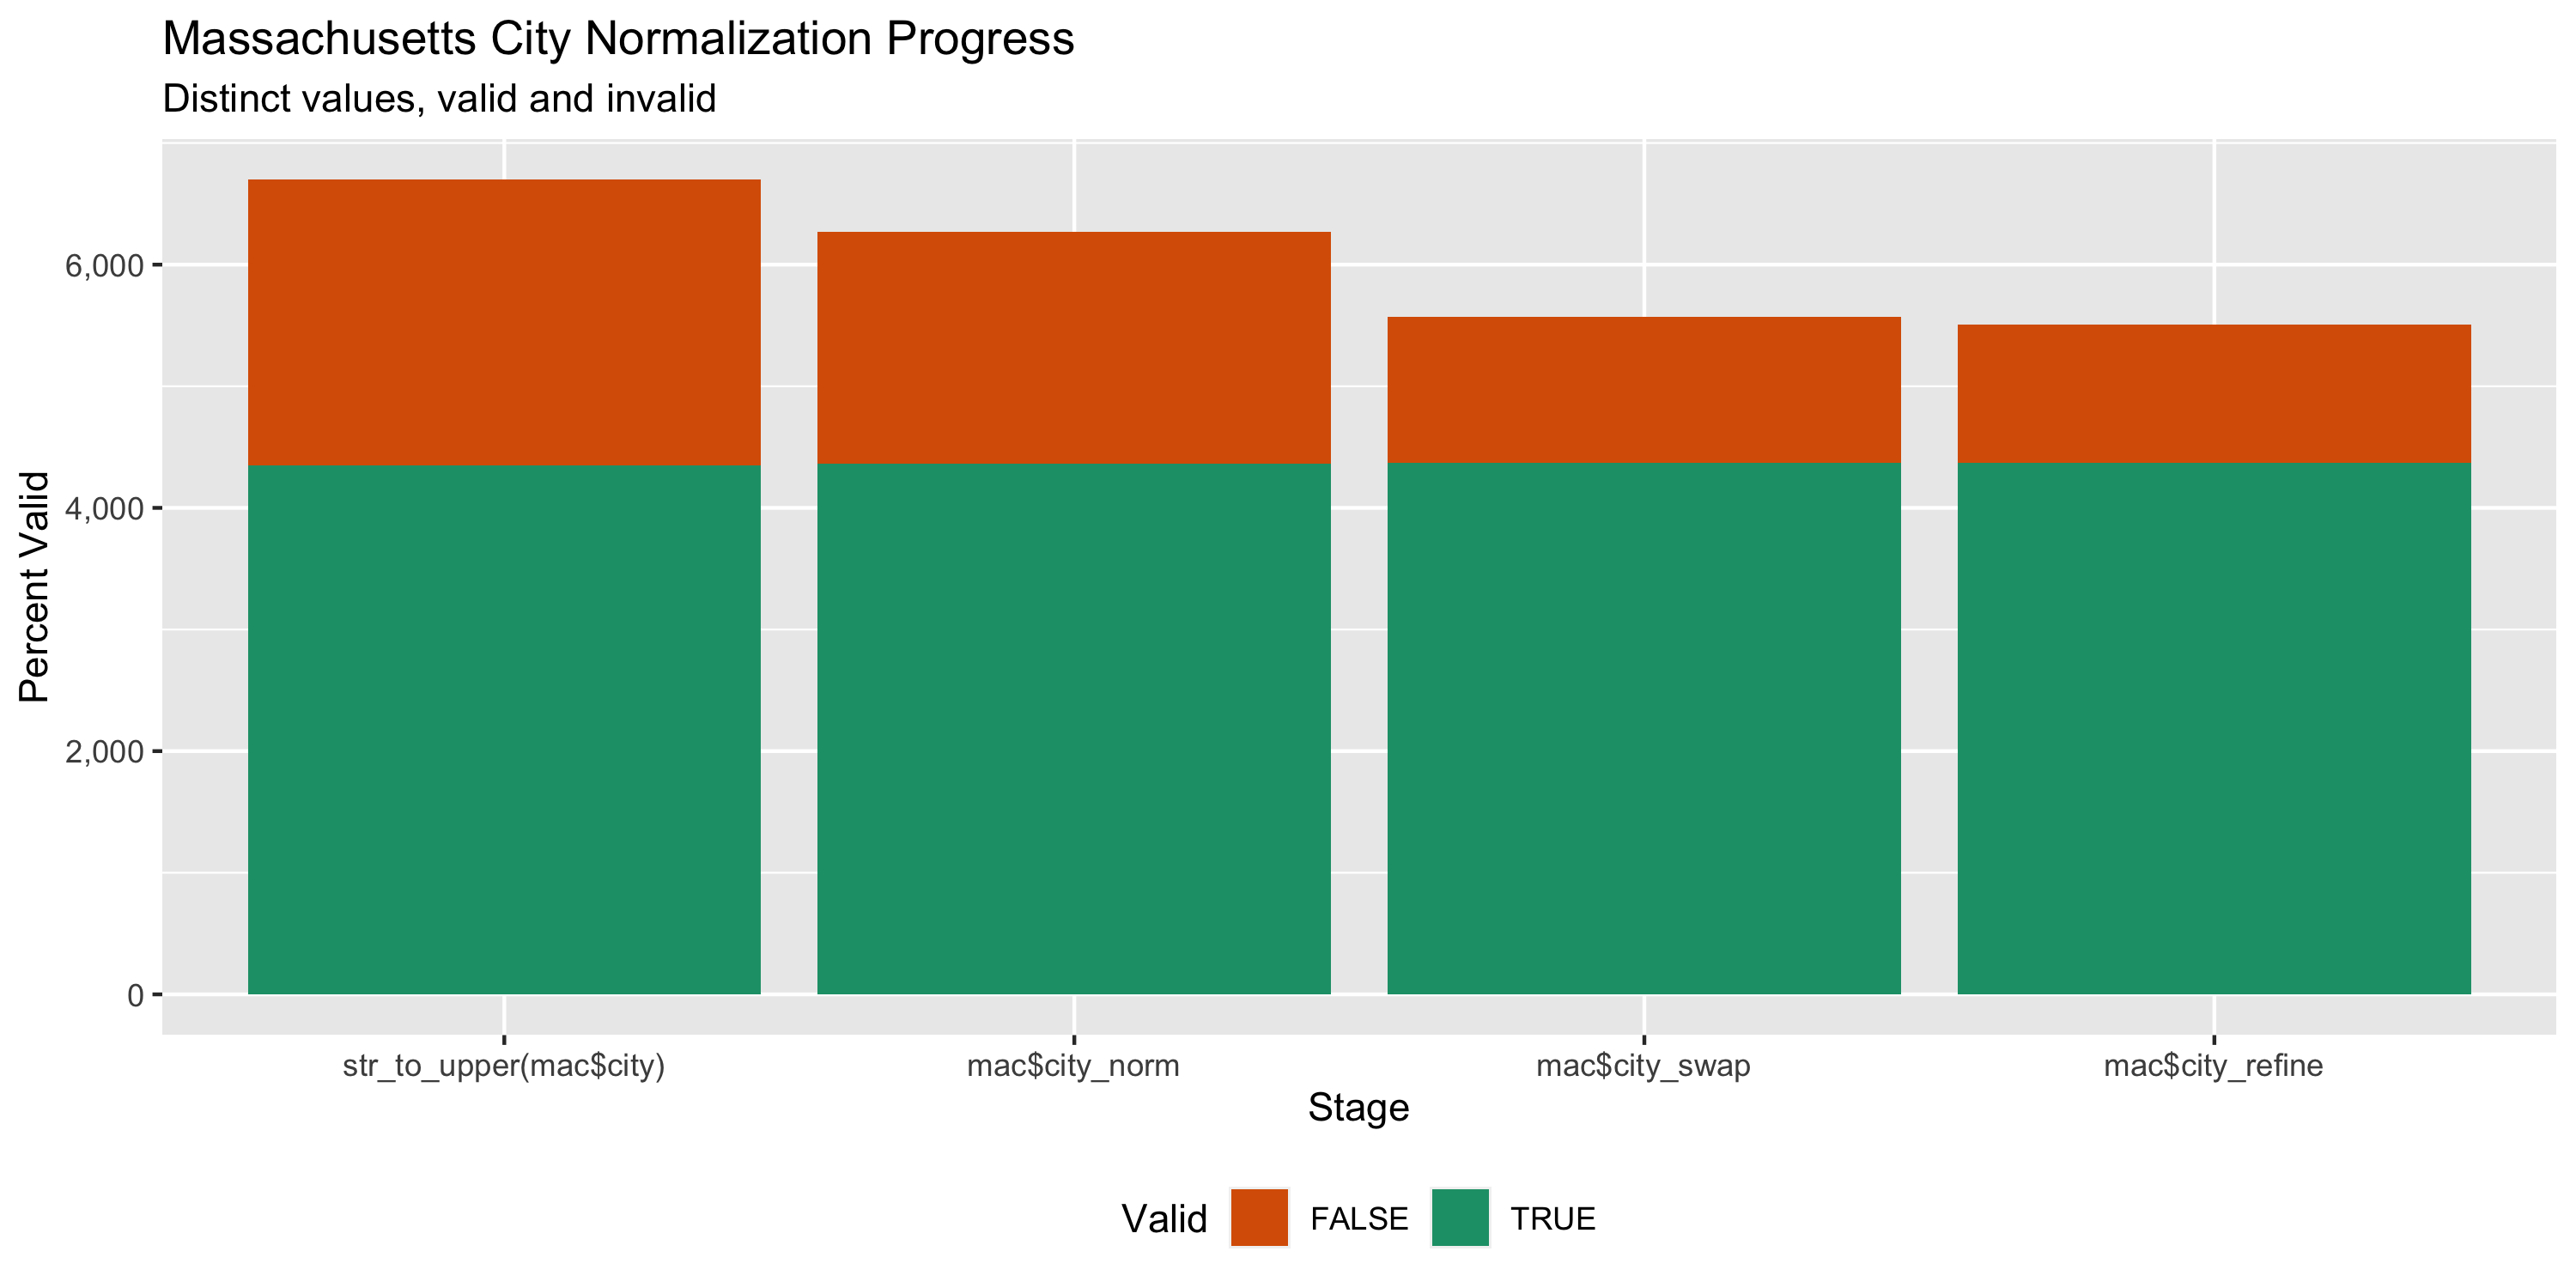 Massachusetts City Normalization Progress
Distinct values, valid and invalid
Percent Valid
6,000
4,000
2,000
0
str_to_upper(mac$city) mac$city_norm mac$city_swap mac$city_refine
Stage
Valid FALSE TRUE